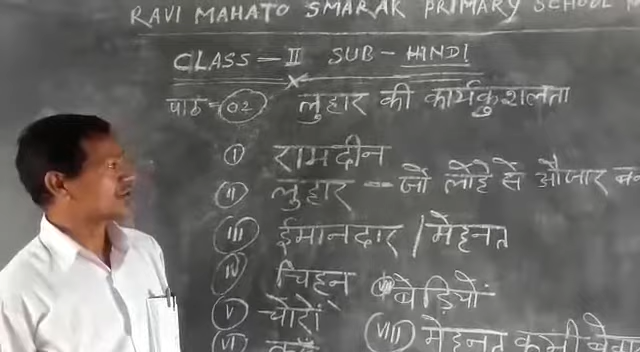 RAVI MAHATO SMARAK PRIMARY SCHOOL
CLASS - II SUB - HINDI
पाठ - 02 लुहार की कार्यकुशलता
I रामदीन
II लुहार - जो लोहे से औजार
III ईमानदार / मेहनत
IV चिह्न VII बेड़ियों
V चोरों
VI VIII मेहनत कभी